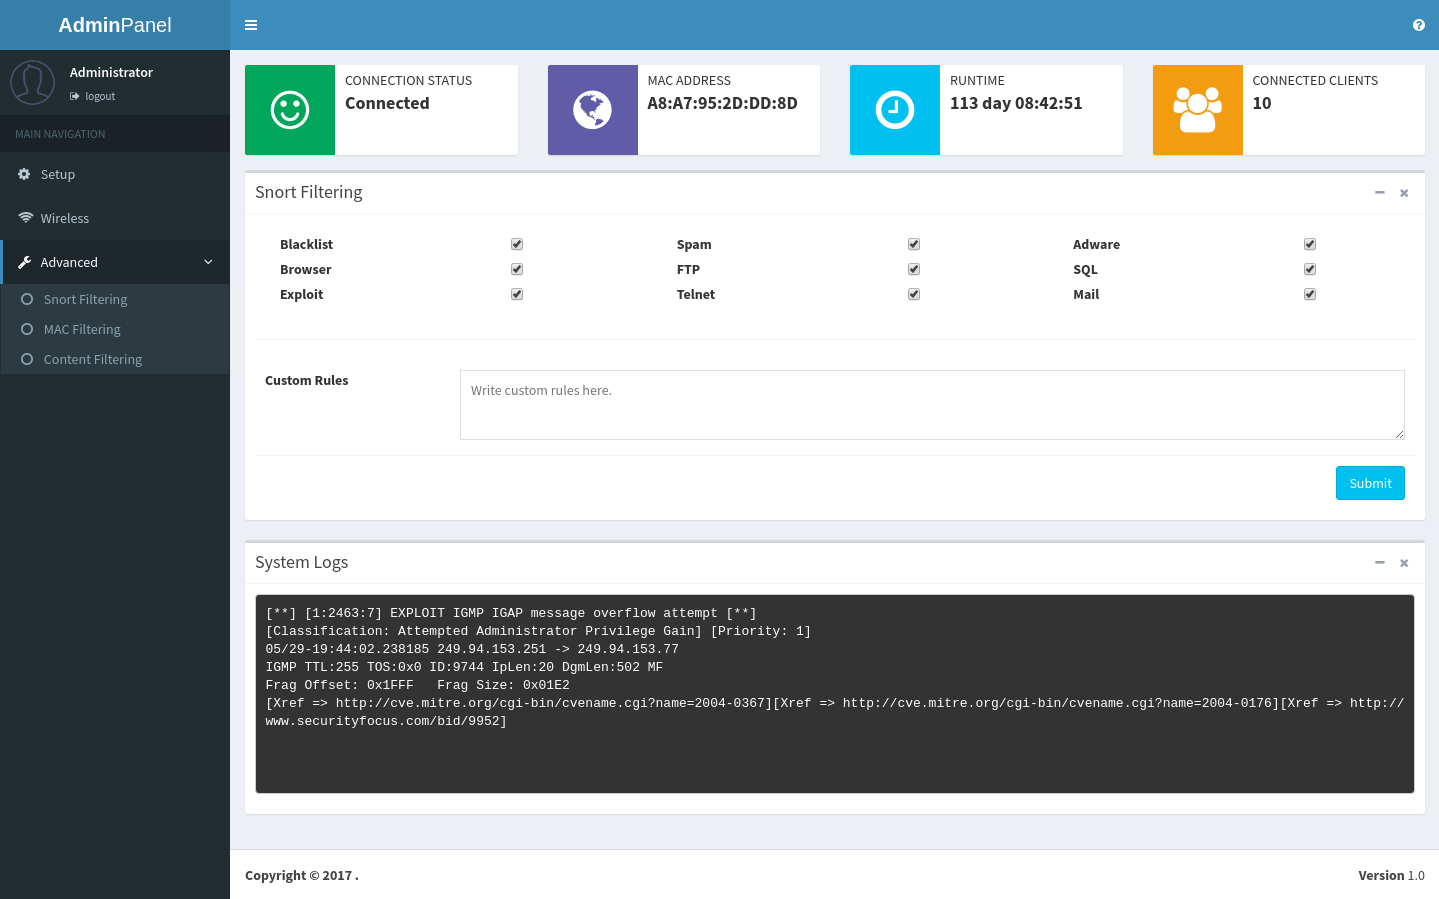 AdminPanel
Administrator
logout
MAIN NAVIGATION
Setup
Wireless
Advanced
Snort Filtering
MAC Filtering
Content Filtering
CONNECTION STATUS
Connected
MAC ADDRESS
A8:A7:95:2D:DD:8D
RUNTIME
113 day 08:42:51
CONNECTED CLIENTS
10
Snort Filtering
Blacklist Spam Adware
Browser FTP SQL
Exploit Telnet Mail
Custom Rules
Write custom rules here.
Submit
System Logs
[**] [1:2463:7] EXPLOIT IGMP IGAP message overflow attempt [**]
[Classification: Attempted Administrator Privilege Gain] [Priority: 1]
05/29-19:44:02.238185 249.94.153.251 -> 249.94.153.77
IGMP TTL:255 TOS:0x0 ID:9744 IpLen:20 DgmLen:502 MF
Frag Offset: 0x1FFF   Frag Size: 0x01E2
[Xref => http://cve.mitre.org/cgi-bin/cvename.cgi?name=2004-0367][Xref => http://cve.mitre.org/cgi-bin/cvename.cgi?name=2004-0176][Xref => http://
www.securityfocus.com/bid/9952]
Copyright © 2017 .
Version 1.0